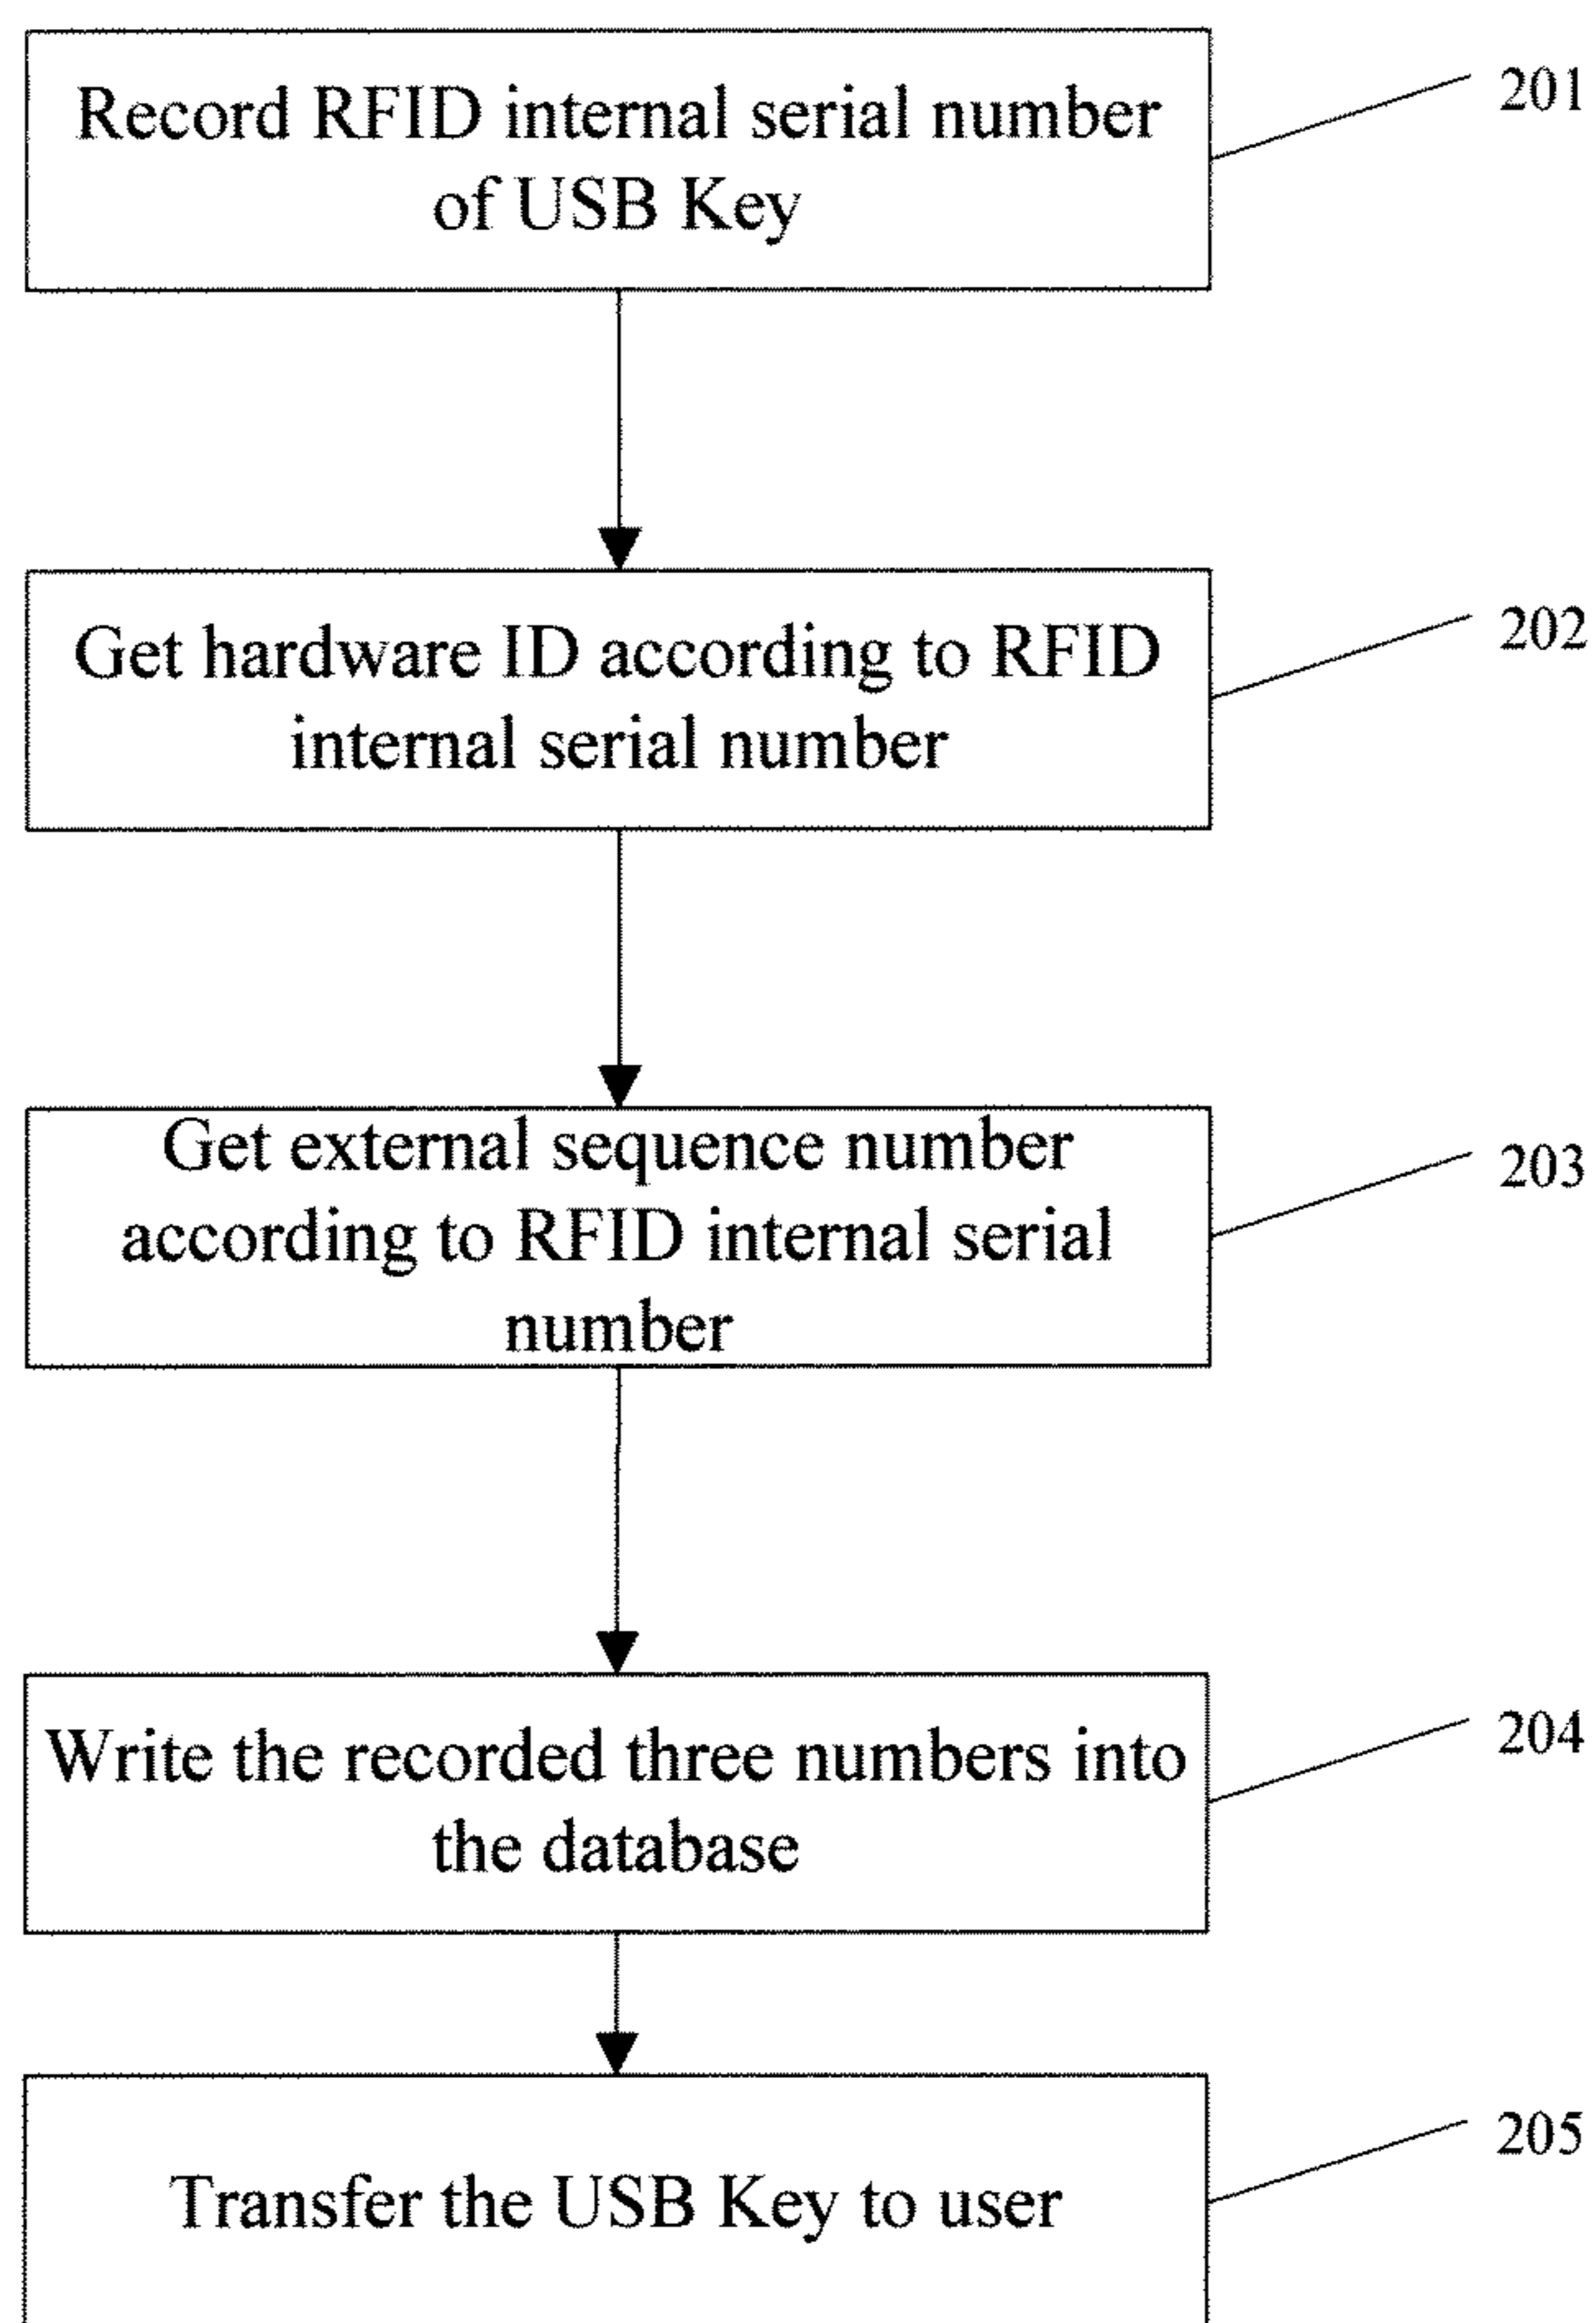 Record RFID internal serial number
of USB Key
201
Get hardware ID according to RFID
internal serial number
202
Get external sequence number
according to RFID internal serial
number
203
Write the recorded three numbers into
the database
204
Transfer the USB Key to user
205